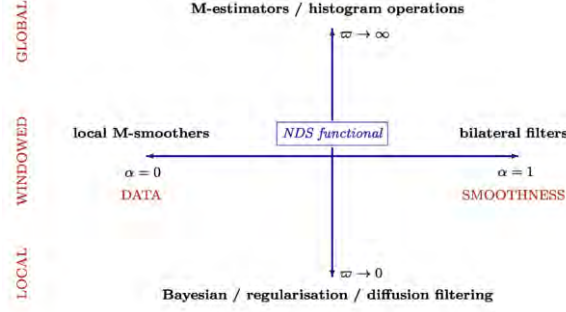 M-estimators / histogram operations
GLOBAL
ϖ → ∞
local M-smoothers
NDS functional
bilateral filters
WINDOWED
α = 0
α = 1
DATA
SMOOTHNESS
LOCAL
ϖ → 0
Bayesian / regularisation / diffusion filtering